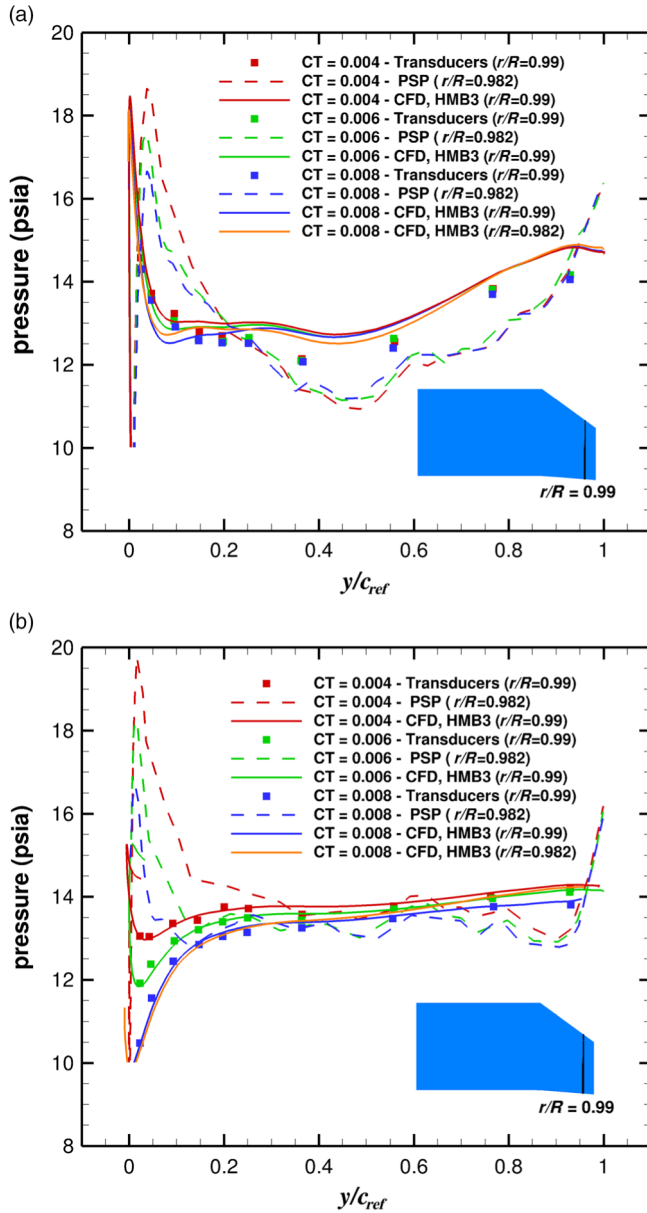 (a)
20
18
16
14
12
10
8
pressure (psia)
CT = 0.004 - Transducers (r/R=0.99)
CT = 0.004 - PSP ( r/R=0.982)
CT = 0.004 - CFD, HMB3 (r/R=0.99)
CT = 0.006 - Transducers (r/R=0.99)
CT = 0.006 - PSP ( r/R=0.982)
CT = 0.006 - CFD, HMB3 (r/R=0.99)
CT = 0.008 - Transducers (r/R=0.99)
CT = 0.008 - PSP ( r/R=0.982)
CT = 0.008 - CFD, HMB3 (r/R=0.99)
CT = 0.008 - CFD, HMB3 (r/R=0.982)
r/R = 0.99
0 0.2 0.4 0.6 0.8 1
y/c_ref
(b)
20
18
16
14
12
10
8
pressure (psia)
CT = 0.004 - Transducers (r/R=0.99)
CT = 0.004 - PSP ( r/R=0.982)
CT = 0.004 - CFD, HMB3 (r/R=0.99)
CT = 0.006 - Transducers (r/R=0.99)
CT = 0.006 - PSP ( r/R=0.982)
CT = 0.006 - CFD, HMB3 (r/R=0.99)
CT = 0.008 - Transducers (r/R=0.99)
CT = 0.008 - PSP ( r/R=0.982)
CT = 0.008 - CFD, HMB3 (r/R=0.99)
CT = 0.008 - CFD, HMB3 (r/R=0.982)
r/R = 0.99
0 0.2 0.4 0.6 0.8 1
y/c_ref